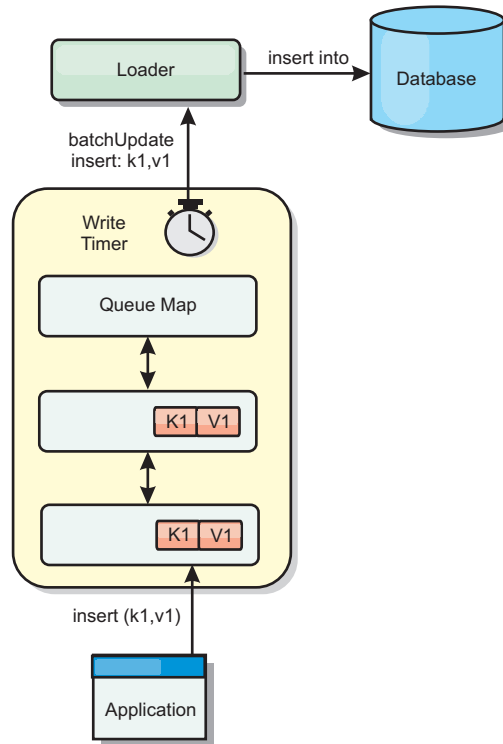 Loader
insert into
Database
batchUpdate
insert: k1,v1
Write
Timer
Queue Map
K1 V1
K1 V1
insert (k1,v1)
Application